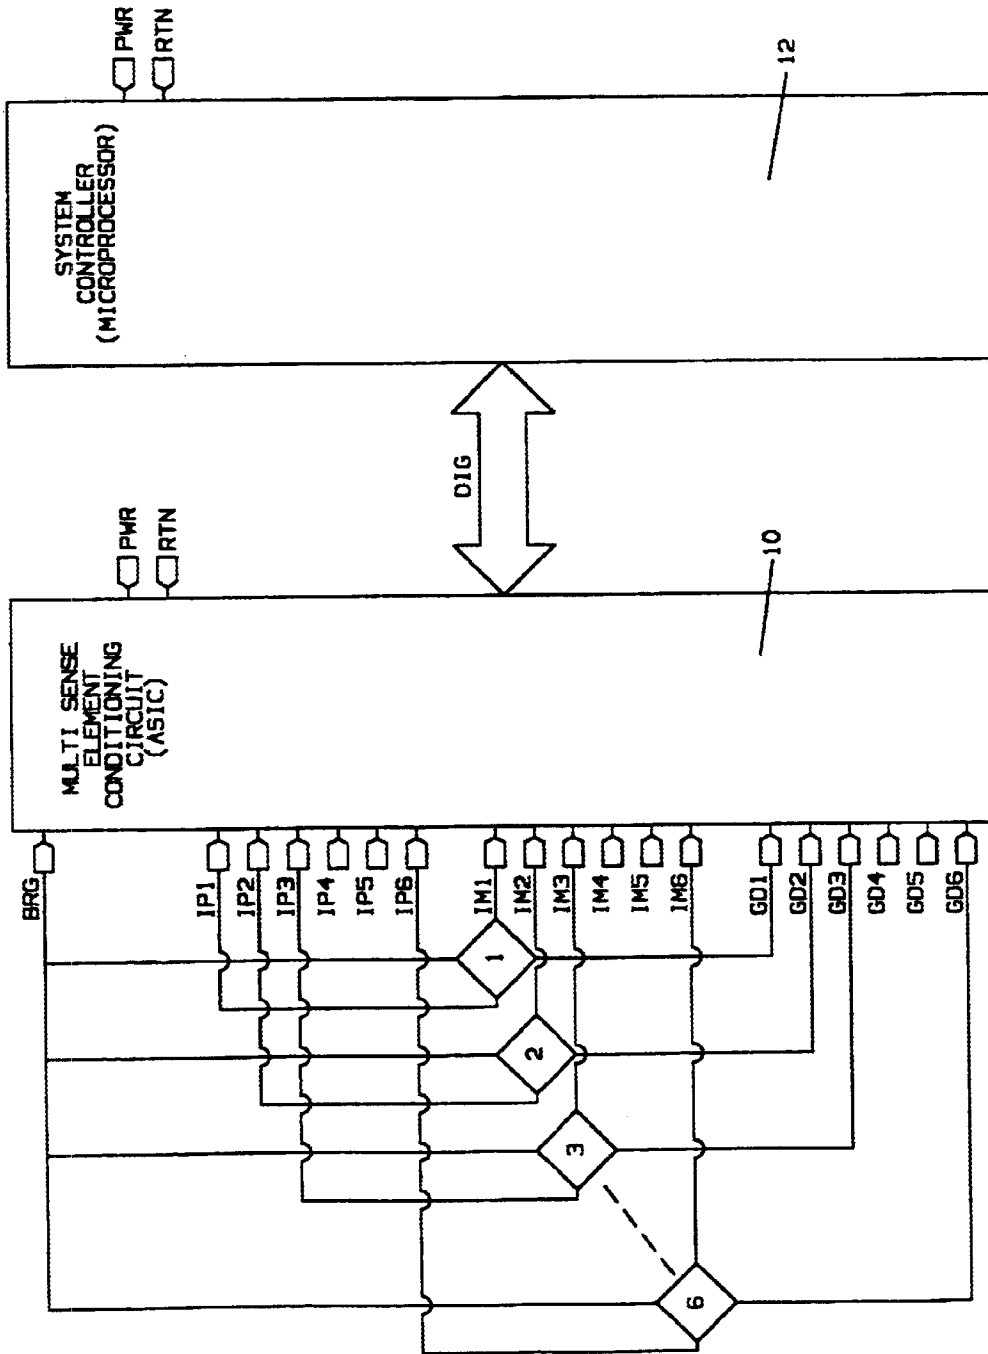 BRG
IP1
IP2
IP3
IP4
IP5
IP6
IM1
IM2
IM3
IM4
IM5
IM6
GD1
GD2
GD3
GD4
GD5
GD6
1
2
3
6
MULTI SENSE
ELEMENT
CONDITIONING
CIRCUIT
(ASIC)
PWR
RTN
10
DIG
SYSTEM
CONTROLLER
(MICROPROCESSOR)
PWR
RTN
12